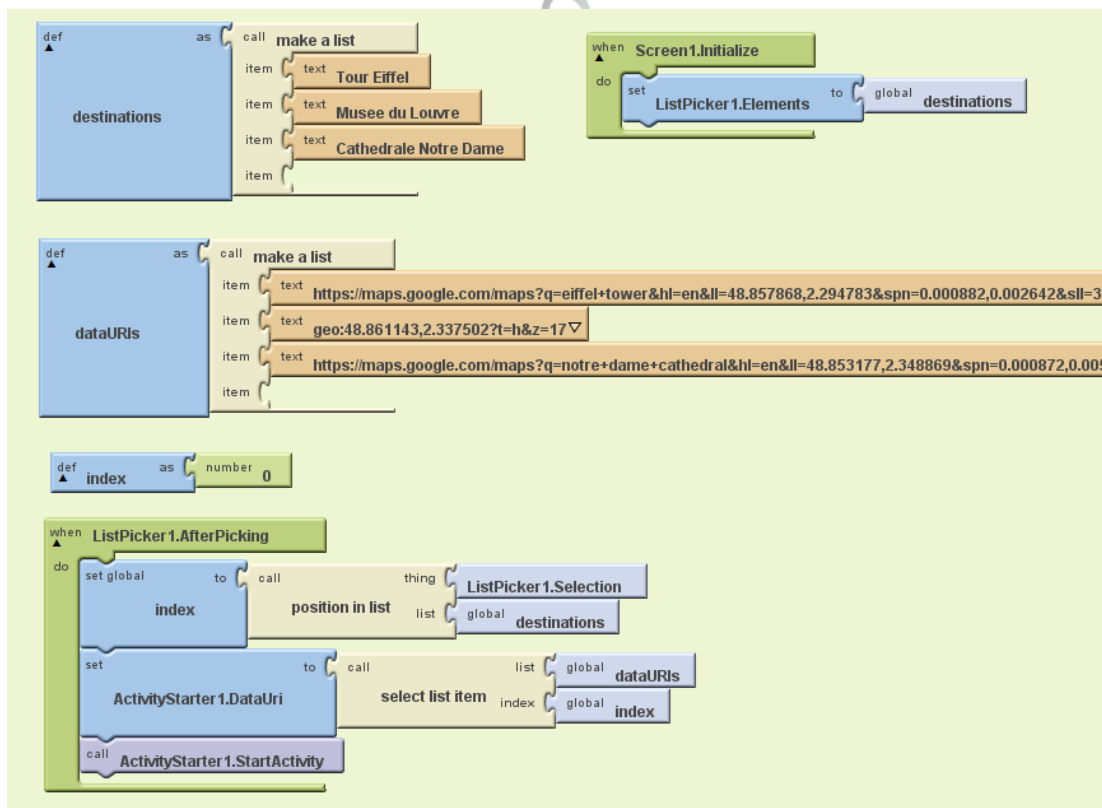 def as call make a list
destinations
item text Tour Eiffel
item text Musee du Louvre
item text Cathedrale Notre Dame
item
when Screen1.Initialize
do set ListPicker1.Elements to global destinations
def as call make a list
dataURIs
item text https://maps.google.com/maps?q=eiffel+tower&hl=en&ll=48.857868,2.294783&spn=0.000882,0.002642&sll=3
item text geo:48.861143,2.337502?t=h&z=17
item text https://maps.google.com/maps?q=notre+dame+cathedral&hl=en&ll=48.853177,2.348869&spn=0.000872,0.005
item
def index as number 0
when ListPicker1.AfterPicking
do set global index to call position in list thing ListPicker1.Selection
list global destinations
set ActivityStarter1.DataUri to call select list item list global dataURIs
index global index
call ActivityStarter1.StartActivity